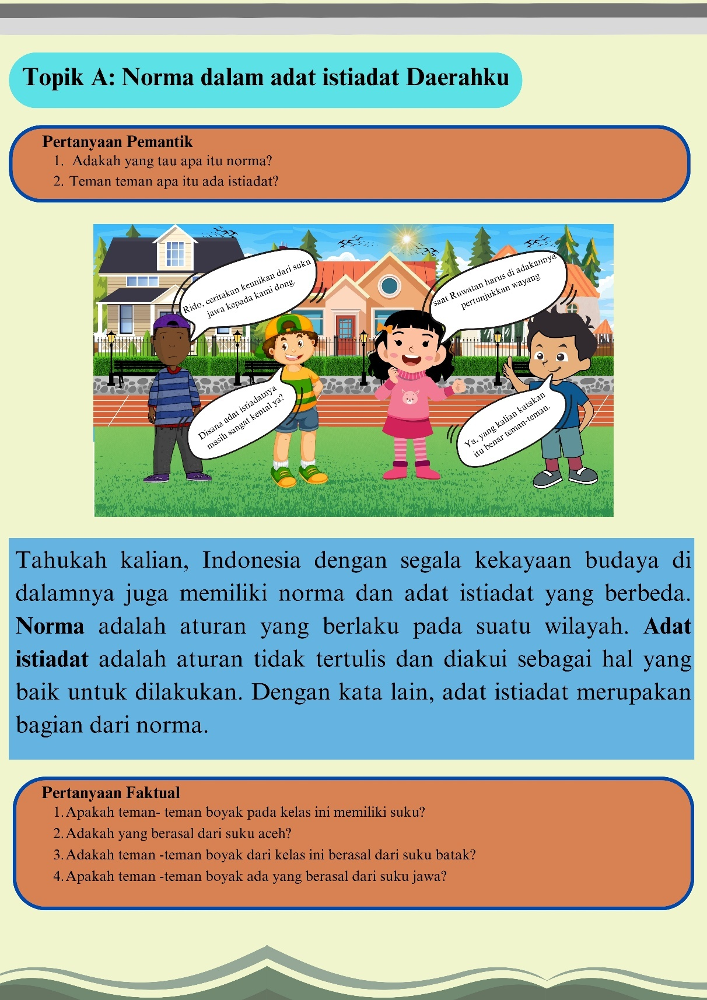 Topik A: Norma dalam adat istiadat Daerahku
Pertanyaan Pemantik
1. Adakah yang tau apa itu norma?
2. Teman teman apa itu ada istiadat?
Rido, ceritakan keunikan dari suku
jawa kepada kami dong.
saat Ruwatan harus di adakannya
pertunjukkan wayang
Disana adat istiadatnya
masih sangat kental ya?
Ya, yang kalian katakan
itu benar teman-teman.
Tahukah kalian, Indonesia dengan segala kekayaan budaya di
dalamnya juga memiliki norma dan adat istiadat yang berbeda.
Norma adalah aturan yang berlaku pada suatu wilayah. Adat
istiadat adalah aturan tidak tertulis dan diakui sebagai hal yang
baik untuk dilakukan. Dengan kata lain, adat istiadat merupakan
bagian dari norma.
Pertanyaan Faktual
1. Apakah teman- teman boyak pada kelas ini memiliki suku?
2. Adakah yang berasal dari suku aceh?
3. Adakah teman -teman boyak dari kelas ini berasal dari suku batak?
4. Apakah teman -teman boyak ada yang berasal dari suku jawa?